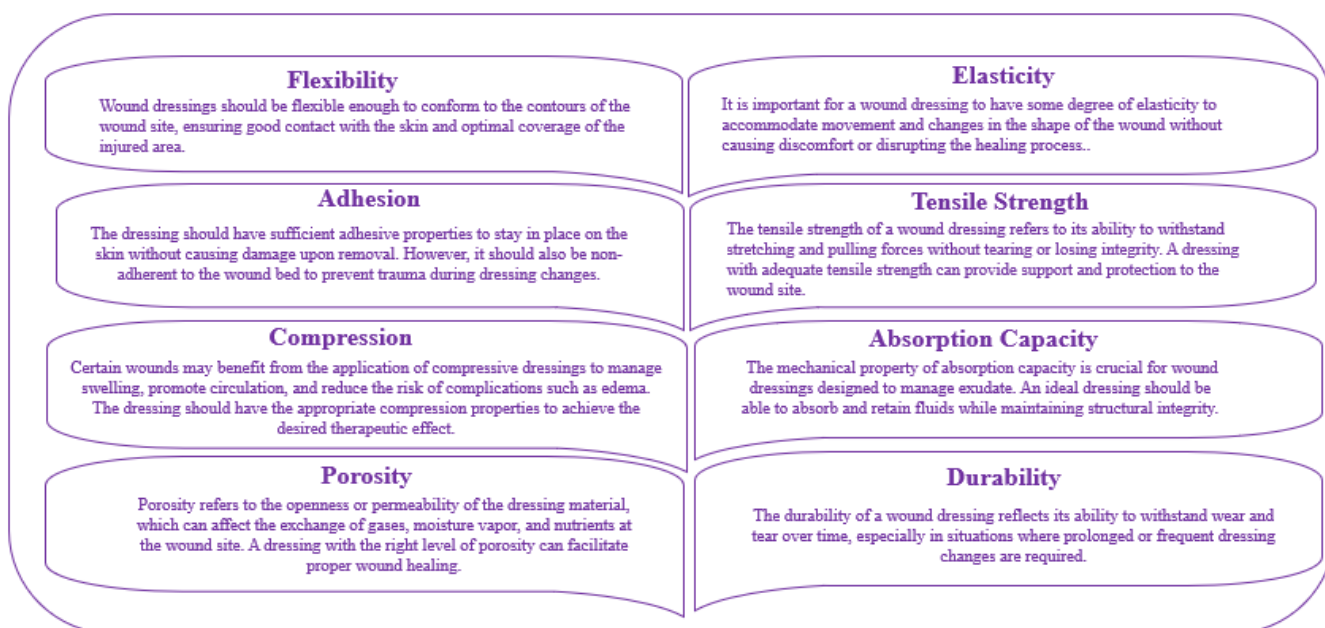 Flexibility
Wound dressings should be flexible enough to conform to the contours of the
wound site, ensuring good contact with the skin and optimal coverage of the
injured area.
Elasticity
It is important for a wound dressing to have some degree of elasticity to
accommodate movement and changes in the shape of the wound without
causing discomfort or disrupting the healing process..
Adhesion
The dressing should have sufficient adhesive properties to stay in place on the
skin without causing damage upon removal. However, it should also be non-
adherent to the wound bed to prevent trauma during dressing changes.
Tensile Strength
The tensile strength of a wound dressing refers to its ability to withstand
stretching and pulling forces without tearing or losing integrity. A dressing
with adequate tensile strength can provide support and protection to the
wound site.
Compression
Certain wounds may benefit from the application of compressive dressings to manage
swelling, promote circulation, and reduce the risk of complications such as edema.
The dressing should have the appropriate compression properties to achieve the
desired therapeutic effect.
Absorption Capacity
The mechanical property of absorption capacity is crucial for wound
dressings designed to manage exudate. An ideal dressing should be
able to absorb and retain fluids while maintaining structural integrity.
Porosity
Porosity refers to the openness or permeability of the dressing material,
which can affect the exchange of gases, moisture vapor, and nutrients at
the wound site. A dressing with the right level of porosity can facilitate
proper wound healing.
Durability
The durability of a wound dressing reflects its ability to withstand wear and
tear over time, especially in situations where prolonged or frequent dressing
changes are required.